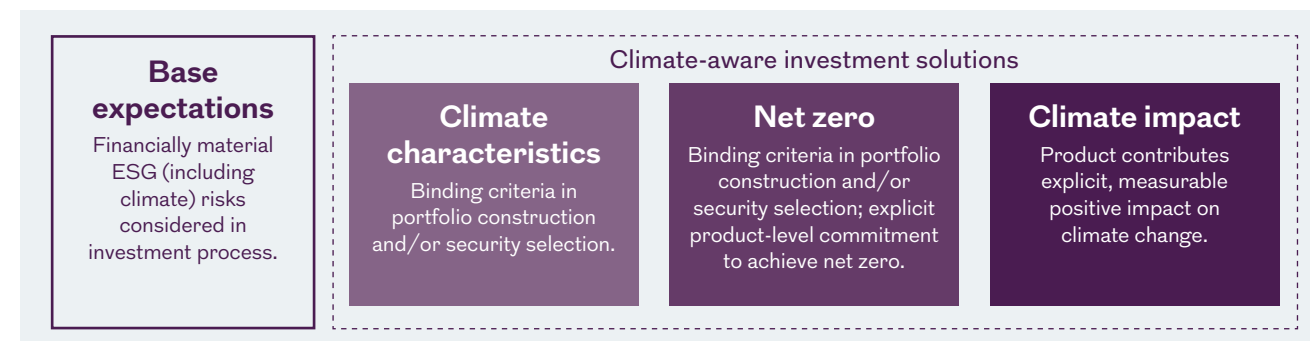 Base
expectations
Financially material
ESG (including
climate) risks
considered in
investment process.
Climate-aware investment solutions
Climate
characteristics
Binding criteria in
portfolio construction
and/or security selection.
Net zero
Binding criteria in portfolio
construction and/or
security selection; explicit
product-level commitment
to achieve net zero.
Climate impact
Product contributes
explicit, measurable
positive impact on
climate change.